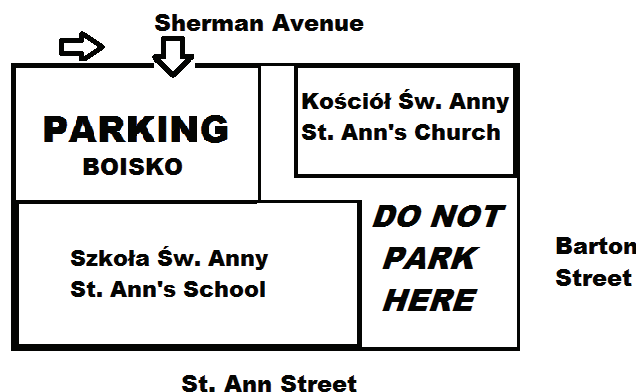 Sherman Avenue
PARKING
BOISKO
Kościół Św. Anny
St. Ann's Church
DO NOT
PARK
HERE
Szkoła Św. Anny
St. Ann's School
Barton
Street
St. Ann Street